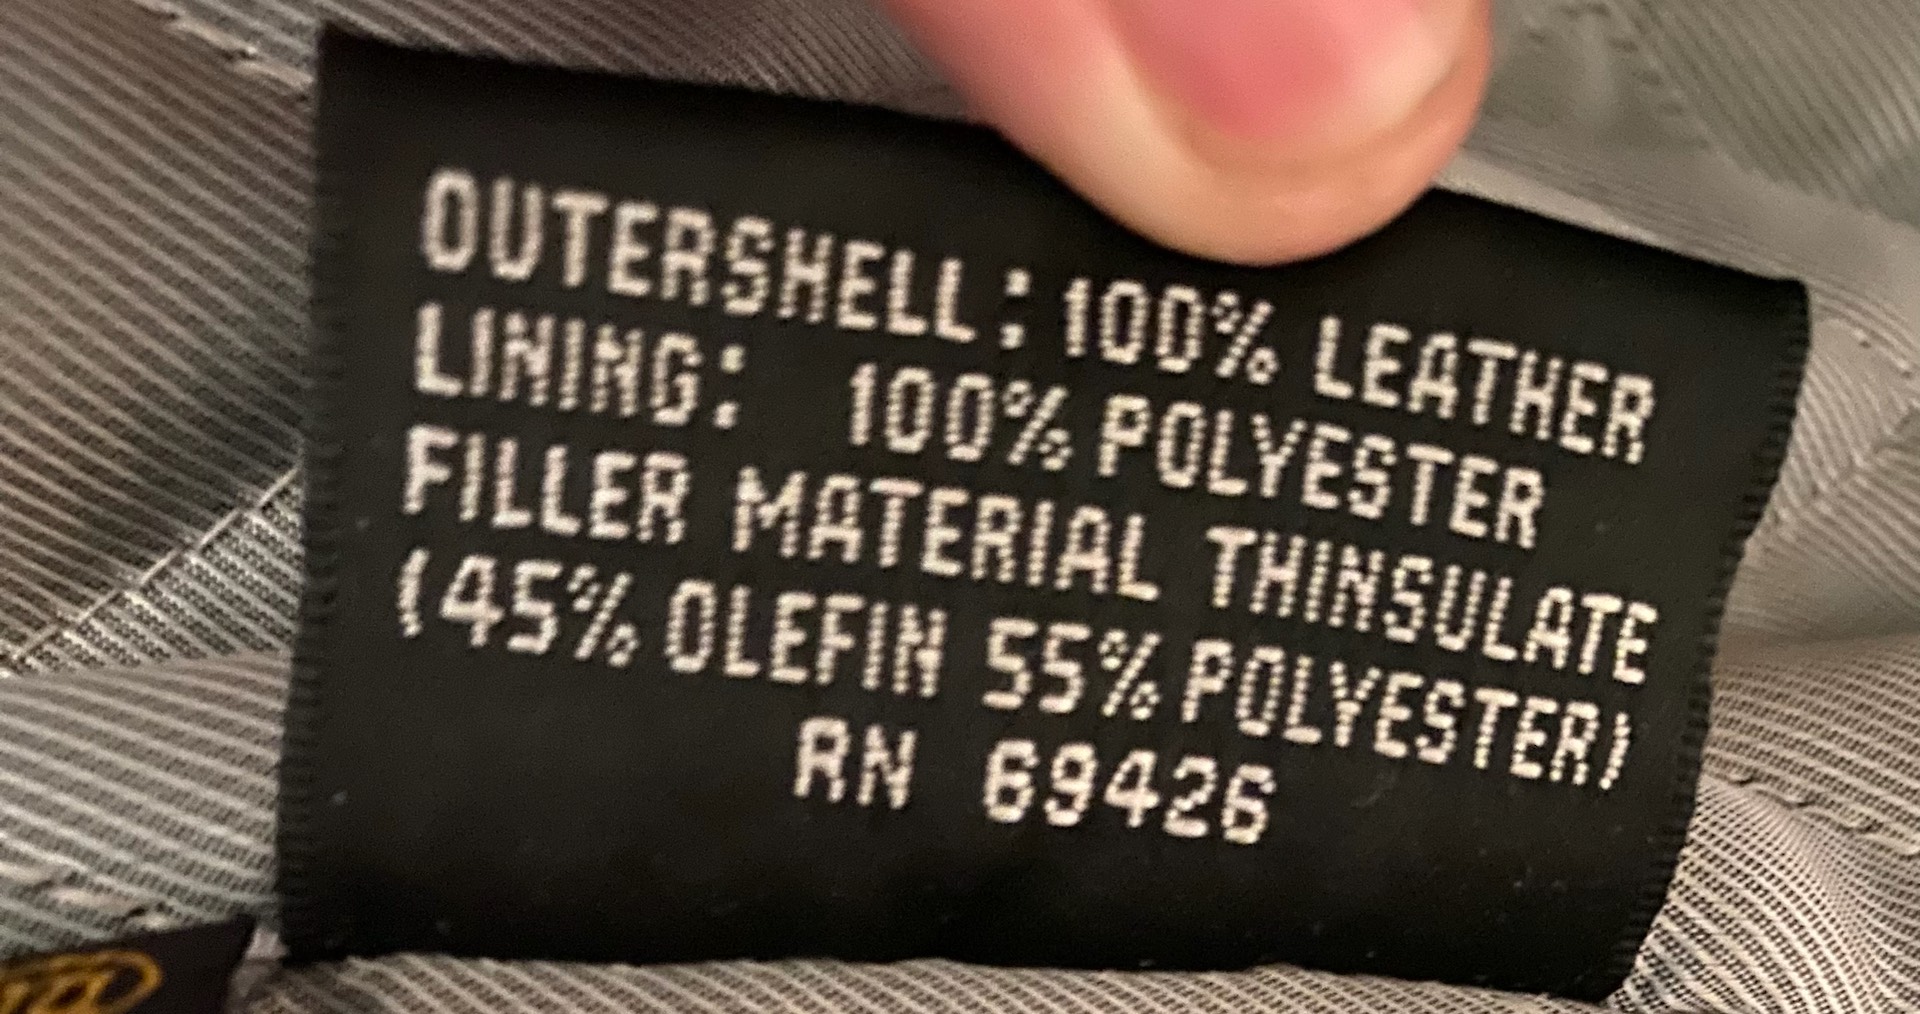 OUTERSHELL: 100% LEATHER
LINING: 100% POLYESTER
FILLER MATERIAL THINSULATE
(45% OLEFIN 55% POLYESTER)
RN 69426